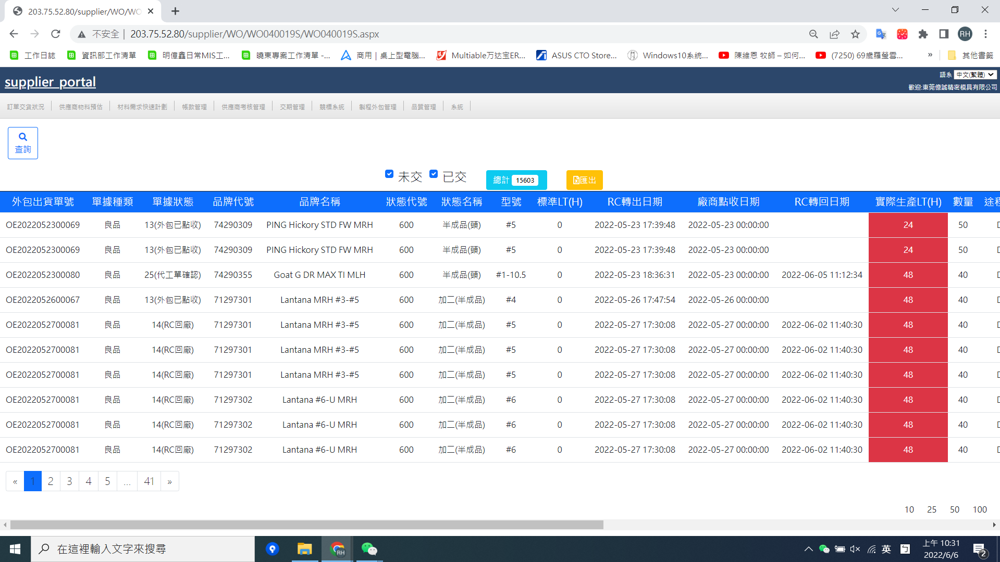 203.75.52.80/supplier/WO/WO
不安全 | 203.75.52.80/supplier/WO/WO040019S/WO040019S.aspx
RH
工作日誌 資訊部工作清單 明億鑫日常MIS工... 曉東專案工作清單 -... 商用 | 桌上型電腦... Multiable万达宝ER... ASUS CTO Store... Windows10系統... 陳維恩 牧師 – 如何... (7250) 69歲羅螢雪... » 其他書籤
supplier portal
語系 中文(繁體)
歡迎:東莞億誠精密模具有限公司
訂單交貨狀況 供應商物料預估 材料需求快速計劃 帳款管理 供應商考核管理 交期管理 競標系統 製程外包管理 品質管理 系統
查詢
未交 已交 總計 15603 匯出
外包出貨單號 單據種類 單據狀態 品牌代號 品牌名稱 狀態代號 狀態名稱 型號 標準LT(H) RC轉出日期 廠商點收日期 RC轉回日期 實際生產LT(H) 數量 途程
OE2022052300069 良品 13(外包已點收) 74290309 PING Hickory STD FW MRH 600 半成品(頭) #5 0 2022-05-23 17:39:48 2022-05-23 00:00:00 24 50
OE2022052300069 良品 13(外包已點收) 74290309 PING Hickory STD FW MRH 600 半成品(頭) #5 0 2022-05-23 17:39:48 2022-05-23 00:00:00 24 50
OE2022052300080 良品 25(代工單確認) 74290355 Goat G DR MAX TI MLH 600 半成品(頭) #1-10.5 0 2022-05-23 18:36:31 2022-05-23 00:00:00 2022-06-05 11:12:34 48 40
OE2022052600067 良品 13(外包已點收) 71297301 Lantana MRH #3-#5 600 加工(半成品) #4 0 2022-05-26 17:47:54 2022-05-26 00:00:00 48 40
OE2022052700081 良品 14(RC回廠) 71297301 Lantana MRH #3-#5 600 加工(半成品) #5 0 2022-05-27 17:30:08 2022-05-27 00:00:00 2022-06-02 11:40:30 48 40
OE2022052700081 良品 14(RC回廠) 71297301 Lantana MRH #3-#5 600 加工(半成品) #5 0 2022-05-27 17:30:08 2022-05-27 00:00:00 2022-06-02 11:40:30 48 40
OE2022052700081 良品 14(RC回廠) 71297301 Lantana MRH #3-#5 600 加工(半成品) #5 0 2022-05-27 17:30:08 2022-05-27 00:00:00 2022-06-02 11:40:30 48 40
OE2022052700081 良品 14(RC回廠) 71297302 Lantana #6-U MRH 600 加工(半成品) #6 0 2022-05-27 17:30:08 2022-05-27 00:00:00 2022-06-02 11:40:30 48 40
OE2022052700081 良品 14(RC回廠) 71297302 Lantana #6-U MRH 600 加工(半成品) #6 0 2022-05-27 17:30:08 2022-05-27 00:00:00 2022-06-02 11:40:30 48 40
OE2022052700081 良品 14(RC回廠) 71297302 Lantana #6-U MRH 600 加工(半成品) #6 0 2022-05-27 17:30:08 2022-05-27 00:00:00 2022-06-02 11:40:30 48 40
« 1 2 3 4 5 ... 41 »
10 25 50 100
在這裡輸入文字來搜尋
RH
英
上午 10:31
2022/6/6
2